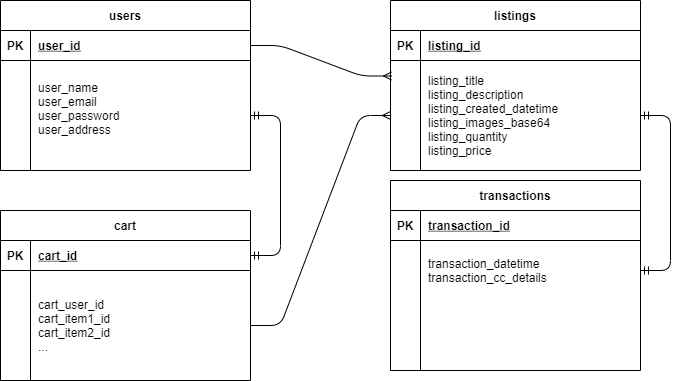 users
PK user_id
user_name
user_email
user_password
user_address
listings
PK listing_id
listing_title
listing_description
listing_created_datetime
listing_images_base64
listing_quantity
listing_price
cart
PK cart_id
cart_user_id
cart_item1_id
cart_item2_id
...
transactions
PK transaction_id
transaction_datetime
transaction_cc_details